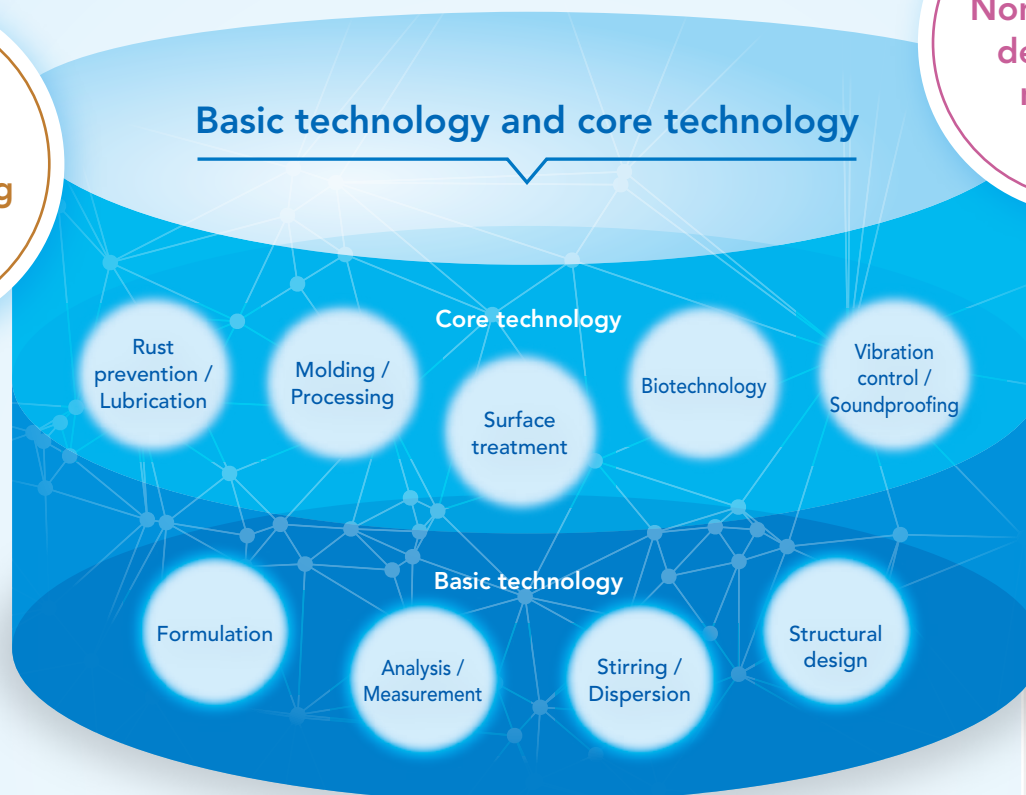 Basic technology and core technology
Core technology
Rust
prevention /
Lubrication
Molding /
Processing
Surface
treatment
Biotechnology
Vibration
control /
Soundproofing
Basic technology
Formulation
Analysis /
Measurement
Stirring /
Dispersion
Structural
design